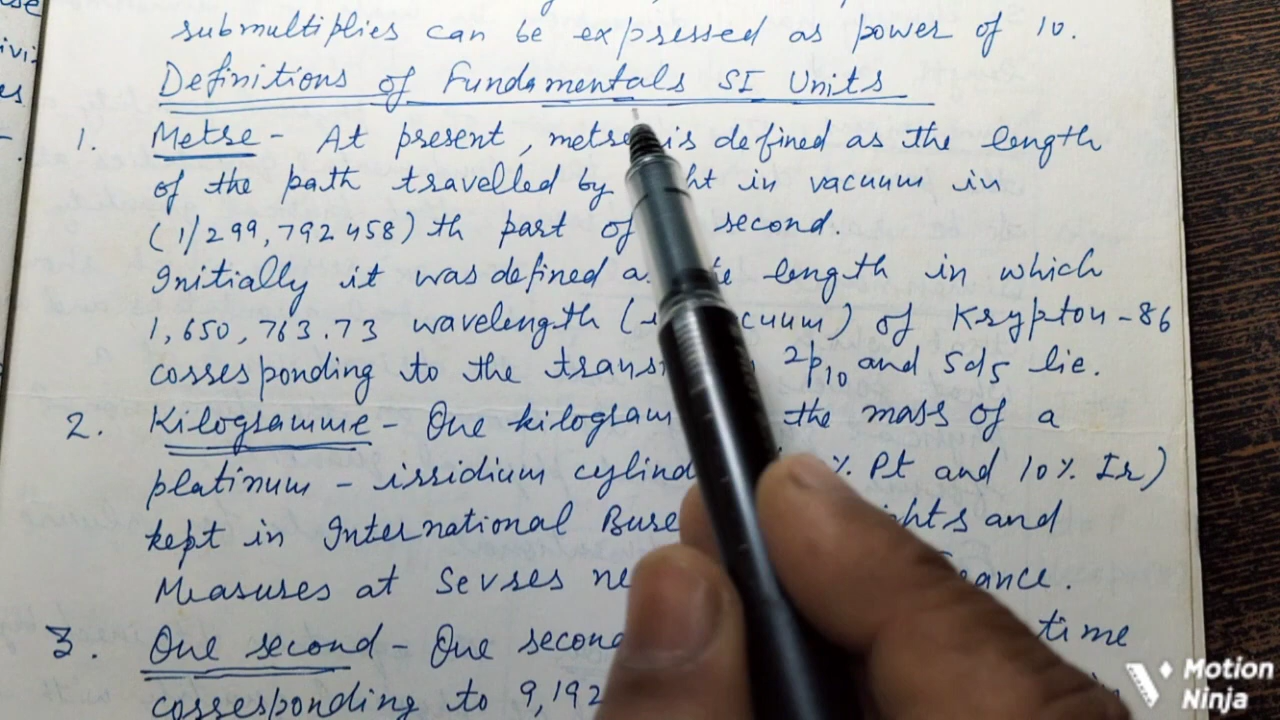 submultiplies can be expressed as power of 10.
Definitions of Fundamentals SI Units
1. Metre - At present, metre is defined as the length
of the path travelled by ht in vacuum in
(1/299,792458)th part of second.
Initially it was defined a the length in which
1,650,763.73 wavelength ( cuum) of Krypton-86
corresponding to the trans 2p10 and 5d5 lie.
2. Kilogramme - One kilogram the mass of a
platinum - irridium cylind % Pt and 10% Ir)
kept in International Bure ights and
Measures at Sevres ne rance.
3. One second - One second time
corresponding to 9,192
Motion
Ninja